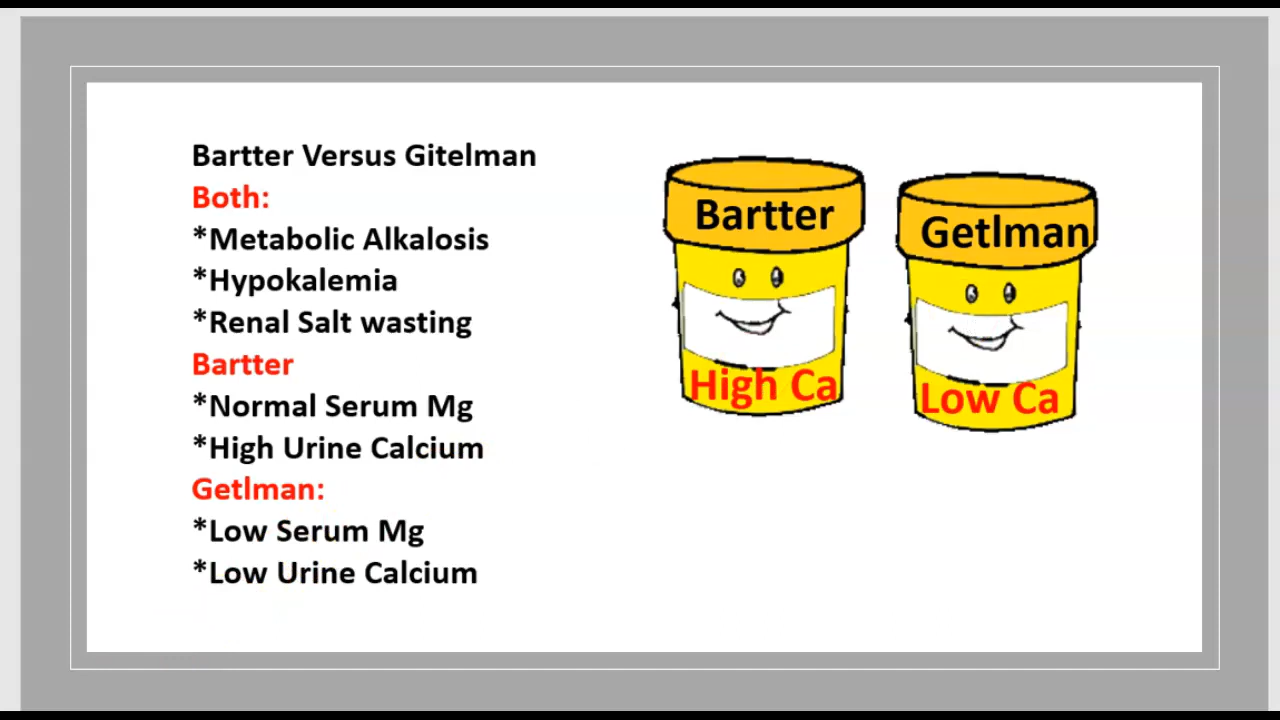 Bartter Versus Gitelman
Both:
*Metabolic Alkalosis
*Hypokalemia
*Renal Salt wasting
Bartter
*Normal Serum Mg
*High Urine Calcium
Getlman:
*Low Serum Mg
*Low Urine Calcium
Bartter
High Ca
Getlman
Low Ca